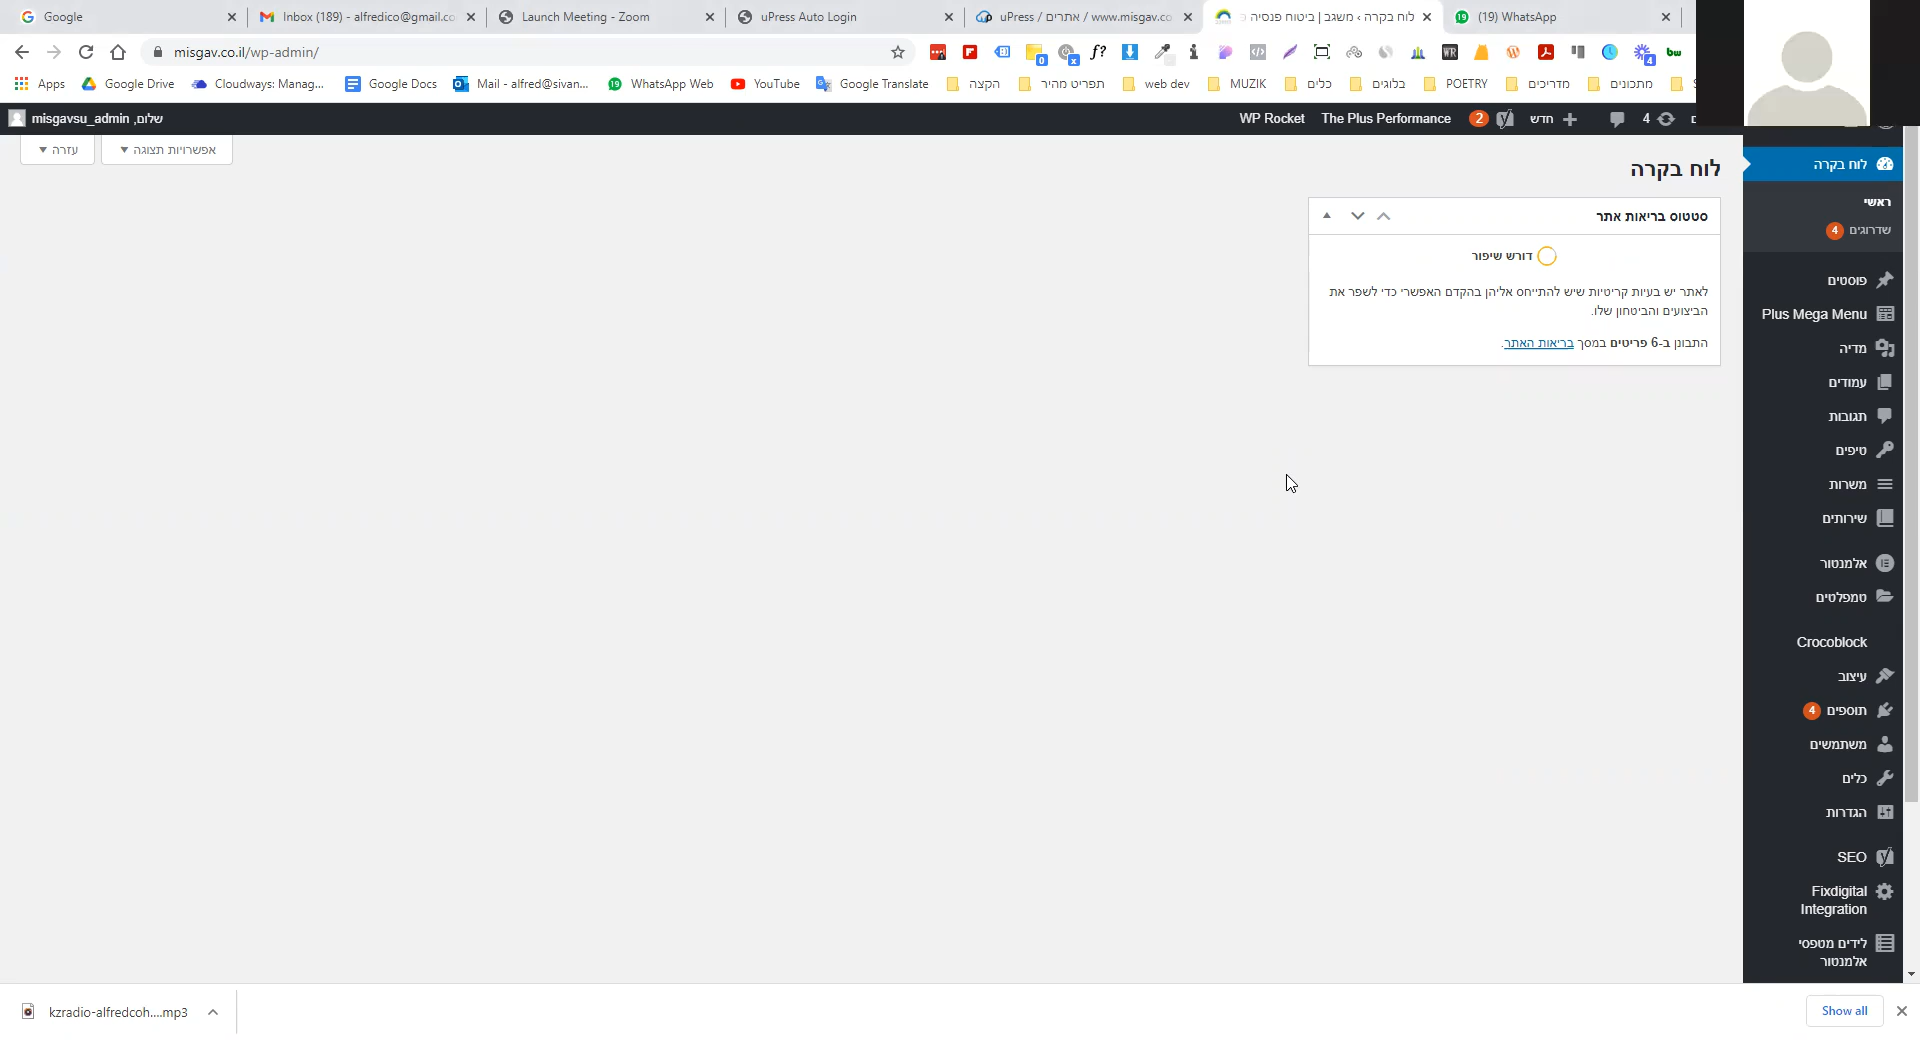 Google
Inbox (189) - alfredico@gmail.co
Launch Meeting - Zoom
uPress Auto Login
uPress / אתרים / www.misgav.co
לוח בקרה ‹ משגב | ביטוח פנסיה
(19) WhatsApp
misgav.co.il/wp-admin/
Apps
Google Drive
Cloudways: Manag...
Google Docs
Mail - alfred@sivan...
WhatsApp Web
YouTube
Google Translate
הקצה
תפריט מהיר
web dev
MUZIK
כלים
בלוגים
POETRY
מדריכים
מתכונים
שלום, misgavsu_admin
WP Rocket
The Plus Performance
2
חדש
4
עזרה
אפשרויות תצוגה
לוח בקרה
סטטוס בריאות אתר
דורש שיפור
לאתר יש בעיות קריטיות שיש להתייחס אליהן בהקדם האפשרי כדי לשפר את
הביצועים והביטחון שלו.
התבונן ב-6 פריטים במסך בריאות האתר.
לוח בקרה
ראשי
שדרוגים 4
פוסטים
Plus Mega Menu
מדיה
עמודים
תגובות
טיפים
משרות
שירותים
אלמנטור
טמפלטים
Crocoblock
עיצוב
תוספים 4
משתמשים
כלים
הגדרות
SEO
Fixdigital
Integration
לידים מטפסי
אלמנטור
kzradio-alfredcoh....mp3
Show all